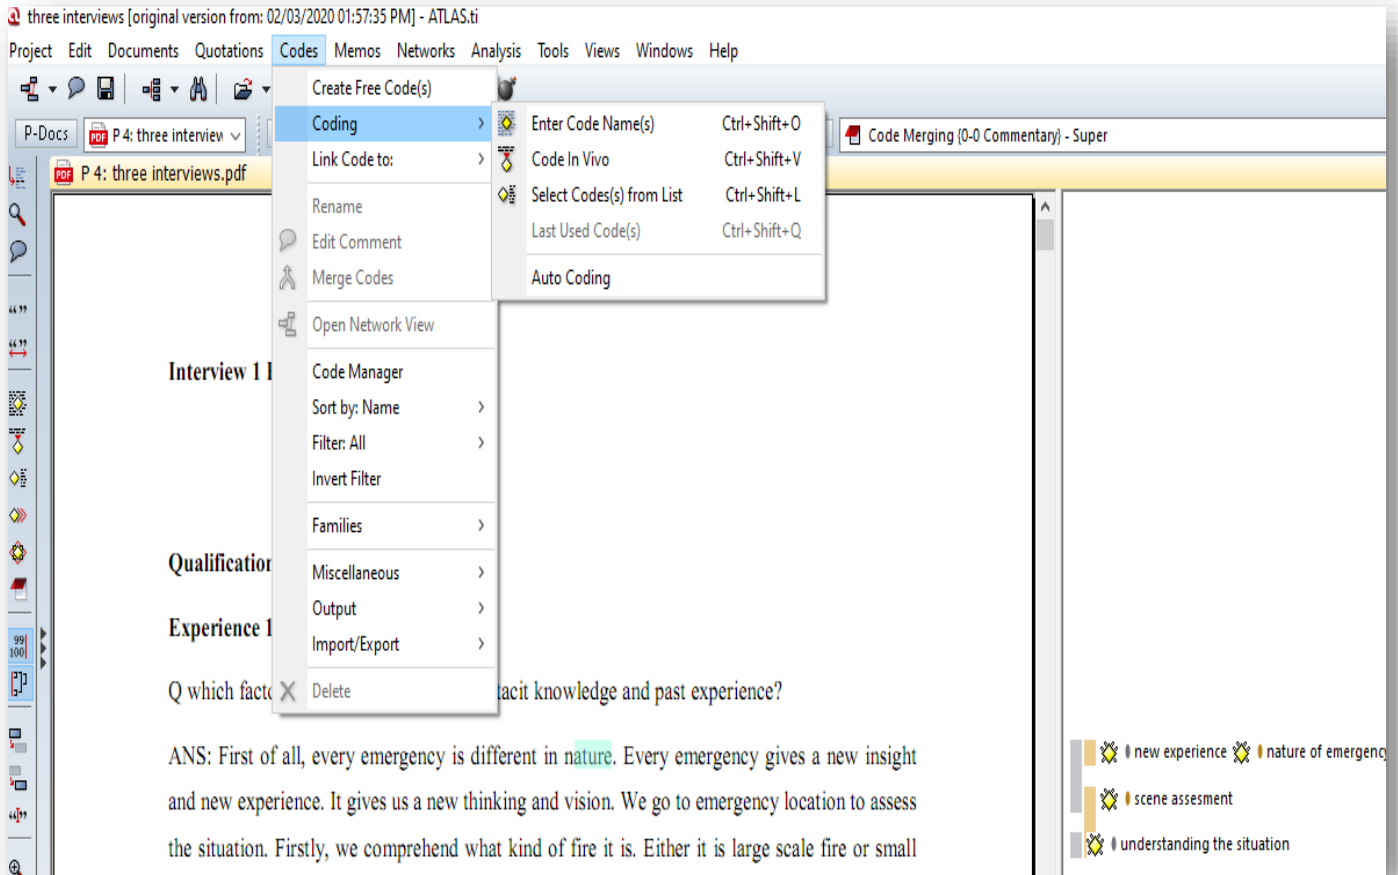 three interviews [original version from: 02/03/2020 01:57:35 PM] - ATLAS.ti
Project Edit Documents Quotations Codes Memos Networks Analysis Tools Views Windows Help
P-Docs PDF P 4: three interview Code Merging {0-0 Commentary} - Super
PDF P 4: three interviews.pdf
Create Free Code(s)
Coding
Link Code to:
Rename
Edit Comment
Merge Codes
Open Network View
Code Manager
Sort by: Name
Filter: All
Invert Filter
Families
Miscellaneous
Output
Import/Export
Delete
Enter Code Name(s) Ctrl+Shift+O
Code In Vivo Ctrl+Shift+V
Select Codes(s) from List Ctrl+Shift+L
Last Used Code(s) Ctrl+Shift+Q
Auto Coding
99
100
Interview 1
Qualification
Experience 1
Q which tacit knowledge and past experience?
ANS: First of all, every emergency is different in nature. Every emergency gives a new insight
and new experience. It gives us a new thinking and vision. We go to emergency location to assess
the situation. Firstly, we comprehend what kind of fire it is. Either it is large scale fire or small
new experience nature of emergency
scene assesment
understanding the situation